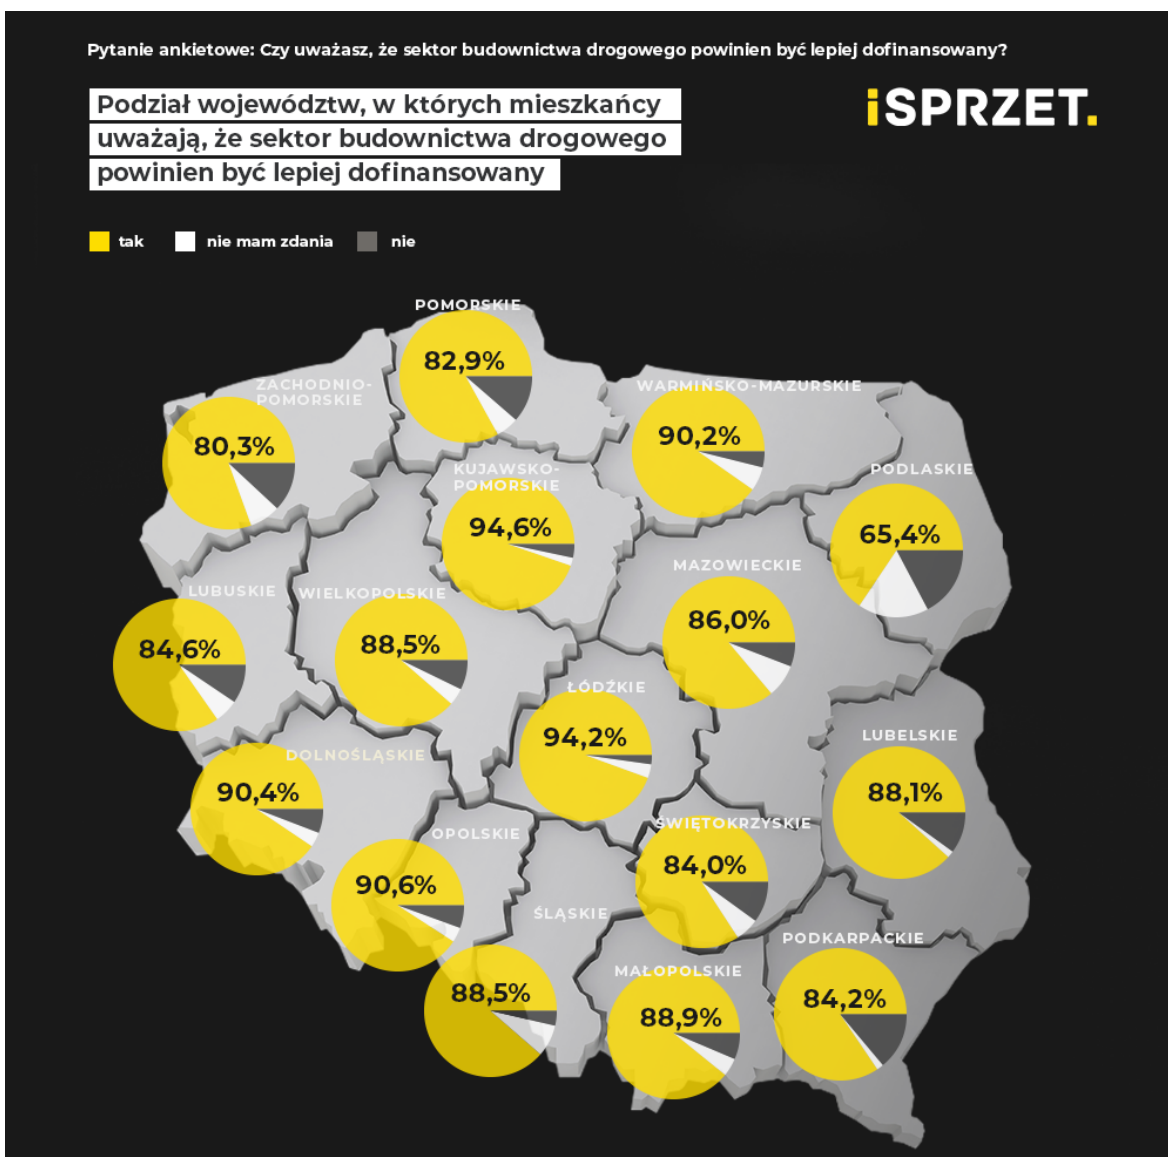 Pytanie ankietowe: Czy uważasz, że sektor budownictwa drogowego powinien być lepiej dofinansowany?
Podział województw, w których mieszkańcy
uważają, że sektor budownictwa drogowego
powinien być lepiej dofinansowany
iSPRZET.
tak
nie mam zdania
nie
POMORSKIE
82,9%
ZACHODNIO-
POMORSKIE
80,3%
WARMIŃSKO-MAZURSKIE
90,2%
KUJAWSKO-
POMORSKIE
94,6%
PODLASKIE
65,4%
MAZOWIECKIE
86,0%
LUBUSKIE
84,6%
WIELKOPOLSKIE
88,5%
ŁÓDŹKIE
94,2%
LUBELSKIE
88,1%
DOLNOŚLĄSKIE
90,4%
OPOLSKIE
90,6%
ŚWIĘTOKRZYSKIE
84,0%
ŚLĄSKIE
88,5%
MAŁOPOLSKIE
88,9%
PODKARPACKIE
84,2%